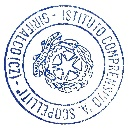 ISTITUTO COMPRENSIVO "A. SCOPELLITI" - GIRIFALCO (CZ) -